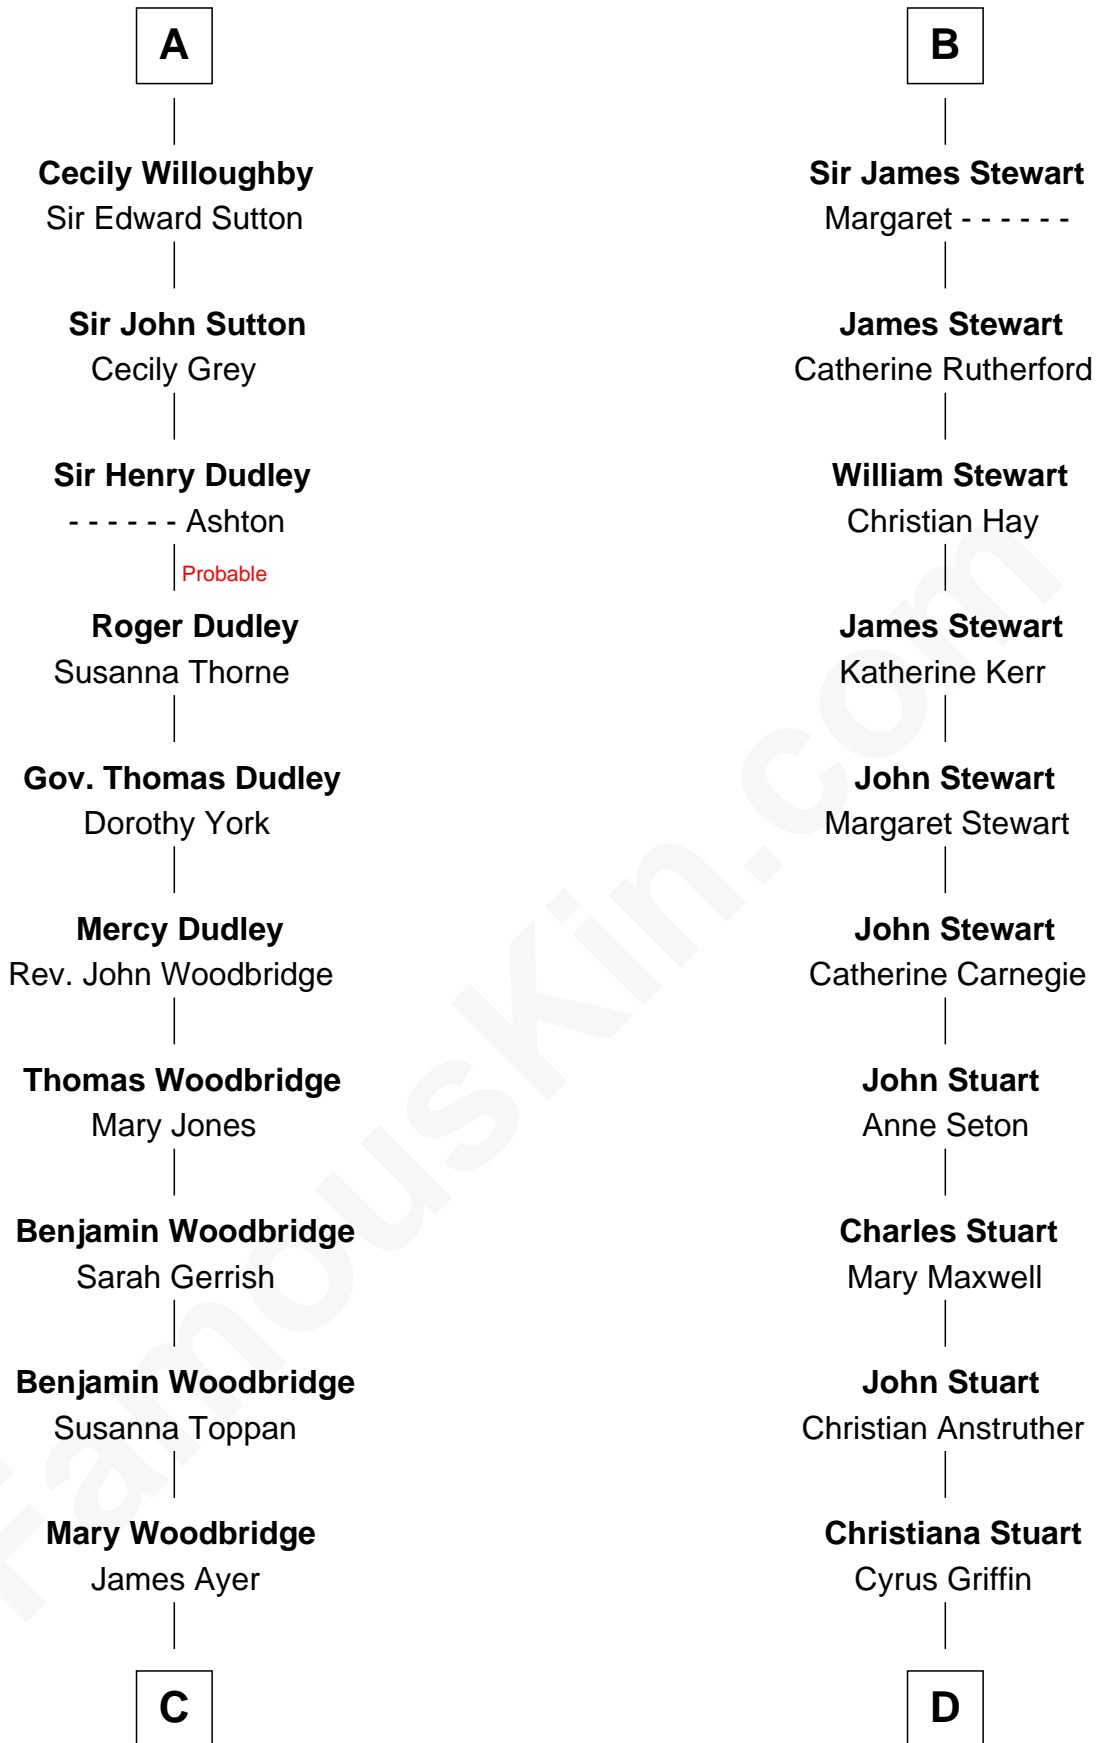 A
Cecily Willoughby
Sir Edward Sutton
Sir John Sutton
Cecily Grey
Sir Henry Dudley
- - - - - - Ashton
Probable
Roger Dudley
Susanna Thorne
Gov. Thomas Dudley
Dorothy York
Mercy Dudley
Rev. John Woodbridge
Thomas Woodbridge
Mary Jones
Benjamin Woodbridge
Sarah Gerrish
Benjamin Woodbridge
Susanna Toppan
Mary Woodbridge
James Ayer
C
B
Sir James Stewart
Margaret - - - - - -
James Stewart
Catherine Rutherford
William Stewart
Christian Hay
James Stewart
Katherine Kerr
John Stewart
Margaret Stewart
John Stewart
Catherine Carnegie
John Stuart
Anne Seton
Charles Stuart
Mary Maxwell
John Stuart
Christian Anstruther
Christiana Stuart
Cyrus Griffin
D
FamousKin.com